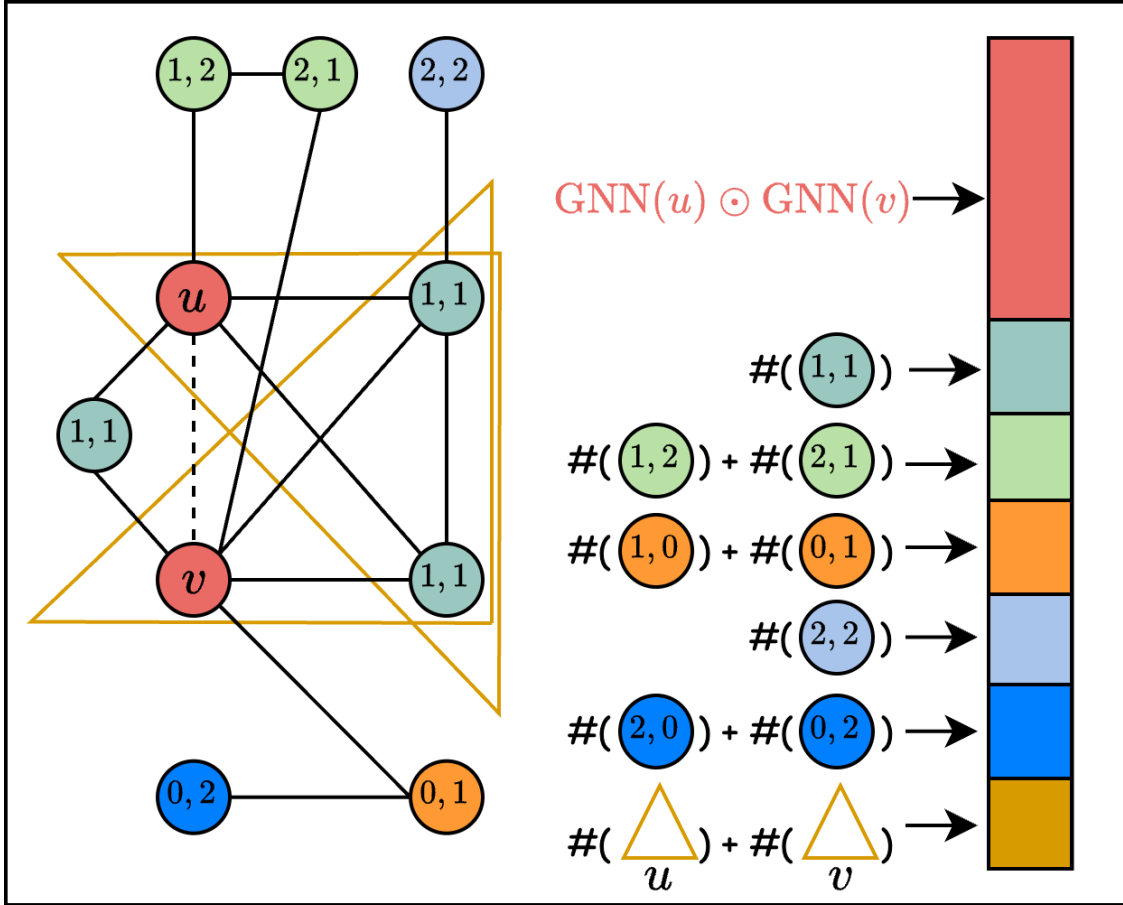 1, 2
2, 1
2, 2
u
1, 1
1, 1
v
1, 1
0, 2
0, 1
GNN(u) ⊙ GNN(v)
#(1, 1)
#(1, 2) + #(2, 1)
#(1, 0) + #(0, 1)
#(2, 2)
#(2, 0) + #(0, 2)
#( ) + #( )
u v